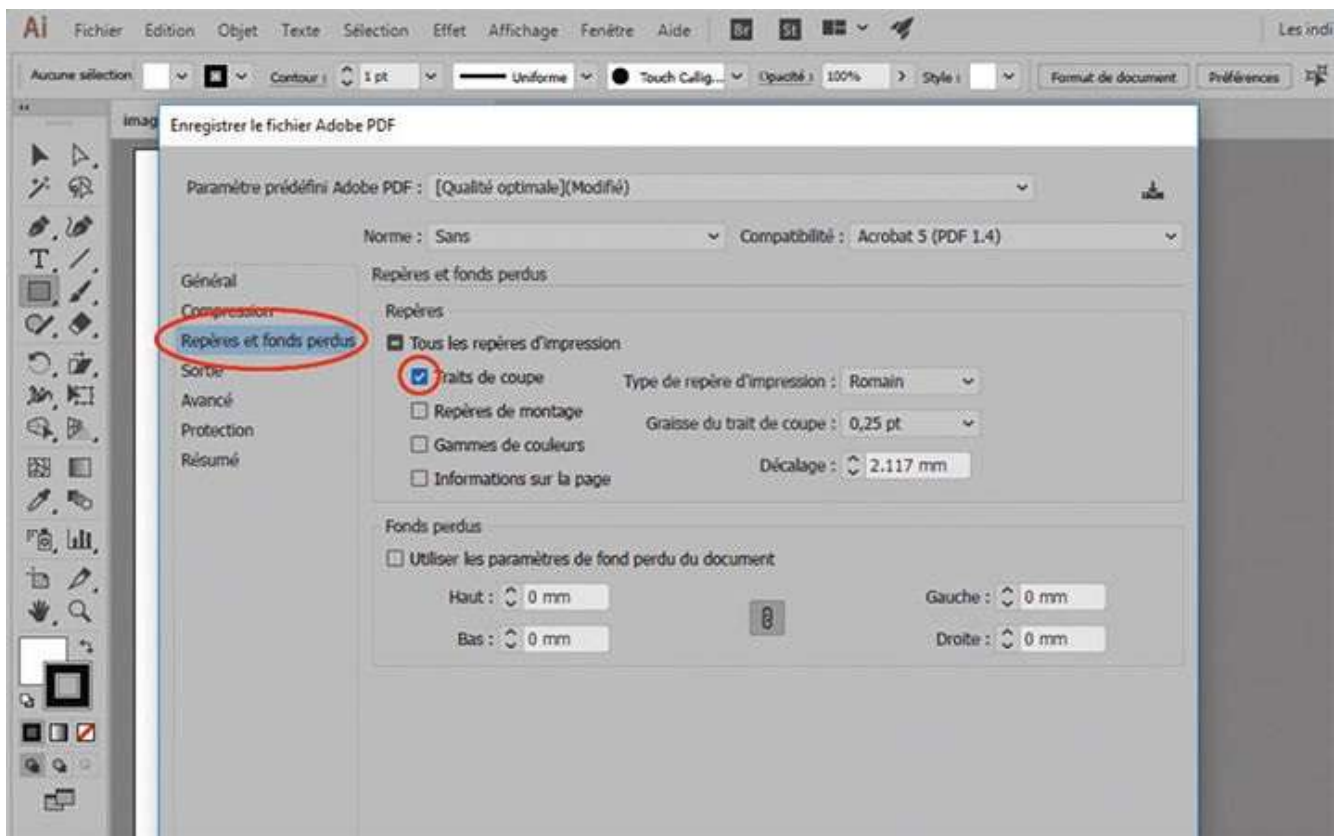 Ai Fichier Edition Objet Texte Sélection Effet Affichage Fenêtre Aide Br St Les indi
Aucune sélection Contour : 1 pt Uniforme Touch Callig... Opacité : 100% Style : Format de document Préférences
imag
Enregistrer le fichier Adobe PDF
Paramètre prédéfini Adobe PDF : [Qualité optimale](Modifié)
Norme : Sans Compatibilité : Acrobat 5 (PDF 1.4)
Général
Compression
Repères et fonds perdus
Sortie
Avancé
Protection
Résumé
Repères et fonds perdus
Repères
Tous les repères d'impression
Traits de coupe Type de repère d'impression : Romain
Repères de montage Graisse du trait de coupe : 0,25 pt
Gammes de couleurs Décalage : 2.117 mm
Informations sur la page
Fonds perdus
Utiliser les paramètres de fond perdu du document
Haut : 0 mm Gauche : 0 mm
Bas : 0 mm Droite : 0 mm